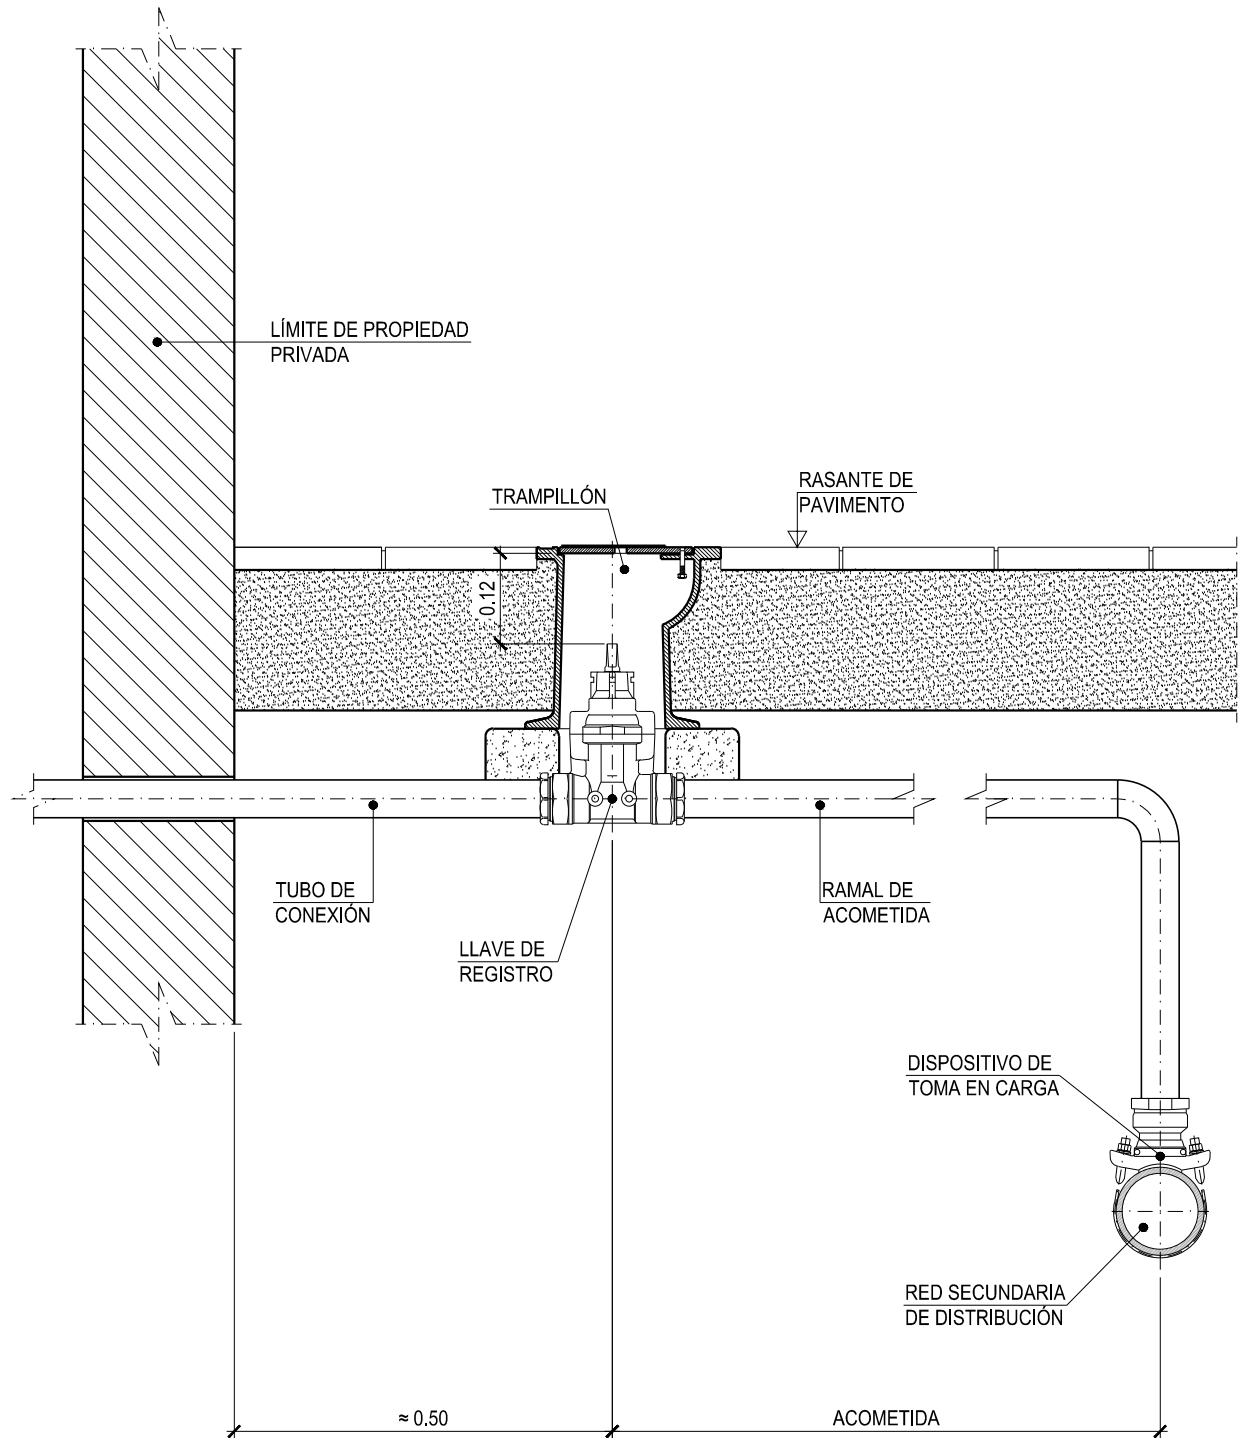 LÍMITE DE PROPIEDAD
PRIVADA
TRAMPILLÓN
RASANTE DE
PAVIMENTO
0.12
TUBO DE
CONEXIÓN
RAMAL DE
ACOMETIDA
LLAVE DE
REGISTRO
DISPOSITIVO DE
TOMA EN CARGA
RED SECUNDARIA
DE DISTRIBUCIÓN
≈ 0.50
ACOMETIDA